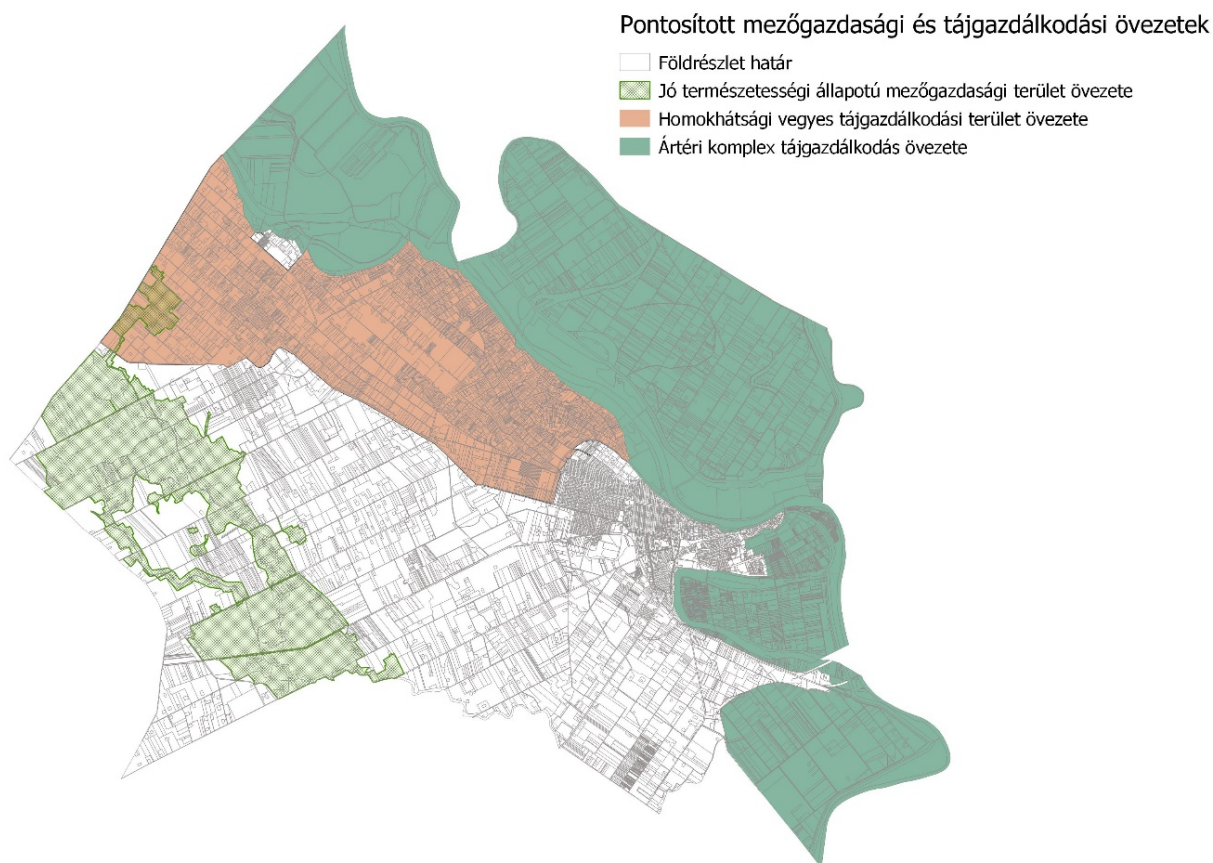 Pontosított mezőgazdasági és tájgazdálkodási övezetek
Földrészlet határ
Jó természetességi állapotú mezőgazdasági terület övezete
Homokhátsági vegyes tájgazdálkodási terület övezete
Ártéri komplex tájgazdálkodás övezete